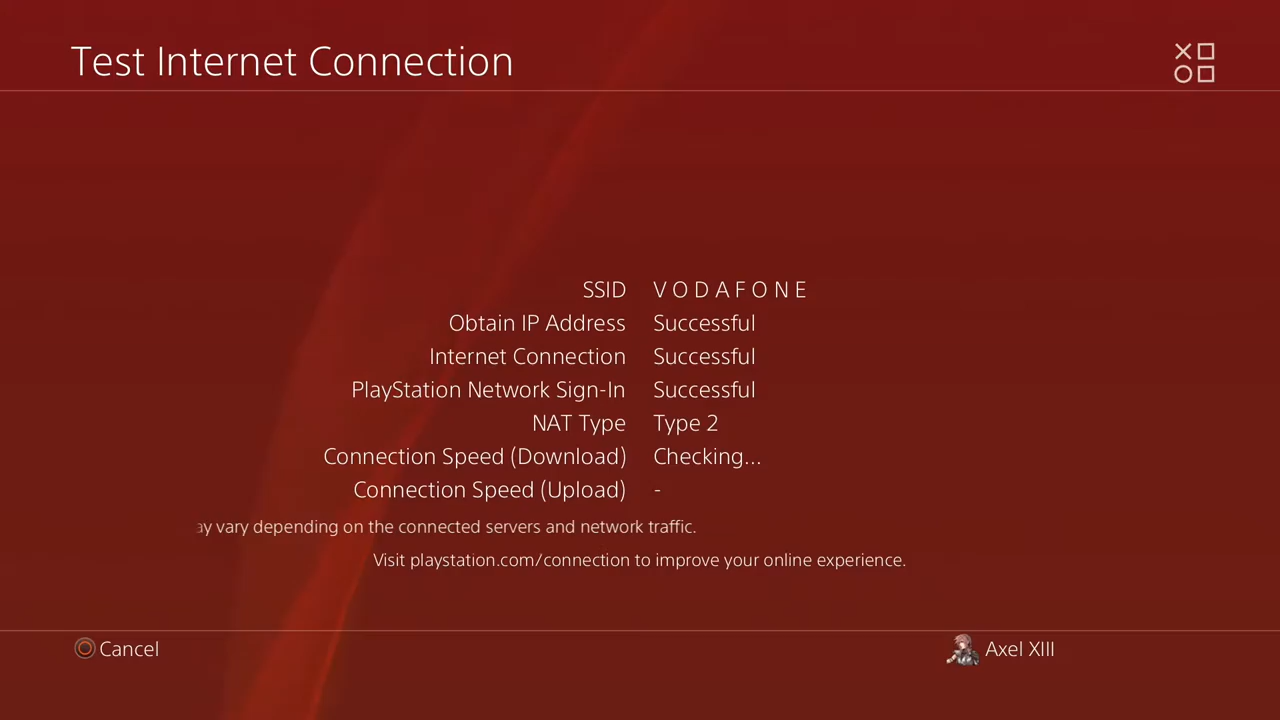 Test Internet Connection
SSID V O D A F O N E
Obtain IP Address Successful
Internet Connection Successful
PlayStation Network Sign-In Successful
NAT Type Type 2
Connection Speed (Download) Checking...
Connection Speed (Upload) -
vary depending on the connected servers and network traffic.
Visit playstation.com/connection to improve your online experience.
Cancel Axel XIII